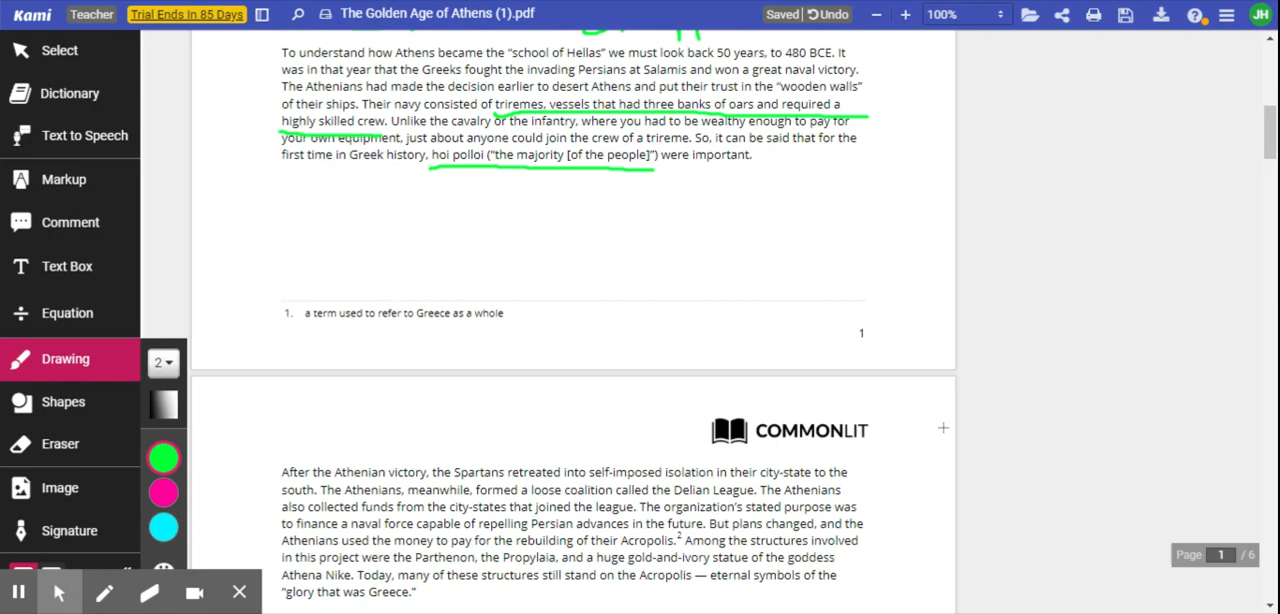 Kami
Teacher
Trial Ends In 85 Days
The Golden Age of Athens (1).pdf
Saved
Undo
100%
JH
Select
Dictionary
Text to Speech
Markup
Comment
Text Box
Equation
Drawing
Shapes
Eraser
Image
Signature
2
To understand how Athens became the “school of Hellas” we must look back 50 years, to 480 BCE. It
was in that year that the Greeks fought the invading Persians at Salamis and won a great naval victory.
The Athenians had made the decision earlier to desert Athens and put their trust in the “wooden walls”
of their ships. Their navy consisted of triremes, vessels that had three banks of oars and required a
highly skilled crew. Unlike the cavalry or the infantry, where you had to be wealthy enough to pay for
your own equipment, just about anyone could join the crew of a trireme. So, it can be said that for the
first time in Greek history, hoi polloi (“the majority [of the people]”) were important.
1. a term used to refer to Greece as a whole
1
COMMONLIT
After the Athenian victory, the Spartans retreated into self-imposed isolation in their city-state to the
south. The Athenians, meanwhile, formed a loose coalition called the Delian League. The Athenians
also collected funds from the city-states that joined the league. The organization’s stated purpose was
to finance a naval force capable of repelling Persian advances in the future. But plans changed, and the
Athenians used the money to pay for the rebuilding of their Acropolis.2 Among the structures involved
in this project were the Parthenon, the Propylaia, and a huge gold-and-ivory statue of the goddess
Athena Nike. Today, many of these structures still stand on the Acropolis — eternal symbols of the
“glory that was Greece.”
Page 1 / 6